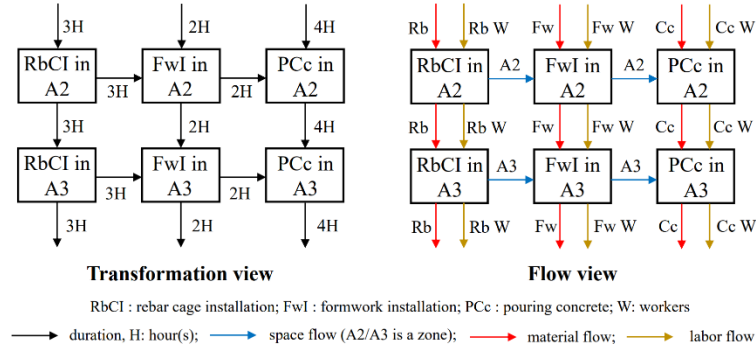 3H 2H 4H Rb Rb W Fw Fw W Cc Cc W
RbCI in A2 FwI in A2 PCc in A2 RbCI in A2 FwI in A2 PCc in A2
3H 2H A2 A2
3H 2H 4H Rb Rb W Fw Fw W Cc Cc W
RbCI in A3 FwI in A3 PCc in A3 RbCI in A3 FwI in A3 PCc in A3
3H 2H A3 A3
3H 2H 4H Rb Rb W Fw Fw W Cc Cc W
Transformation view Flow view
RbCI : rebar cage installation; FwI : formwork installation; PCc : pouring concrete; W: workers
duration, H: hour(s); space flow (A2/A3 is a zone); material flow; labor flow